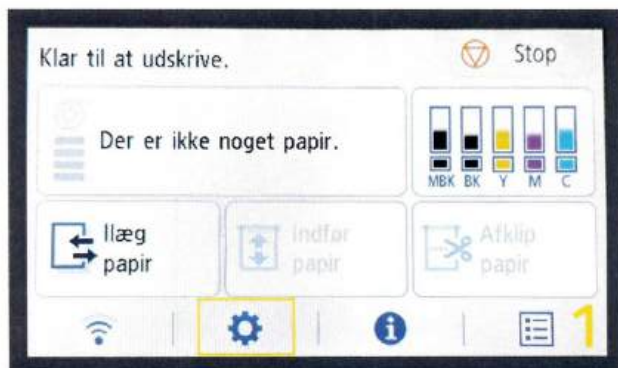 Klar til at udskrive.
Stop
Der er ikke noget papir.
MBK BK Y M C
Ilæg
papir
Indfør
papir
Afklip
papir
1